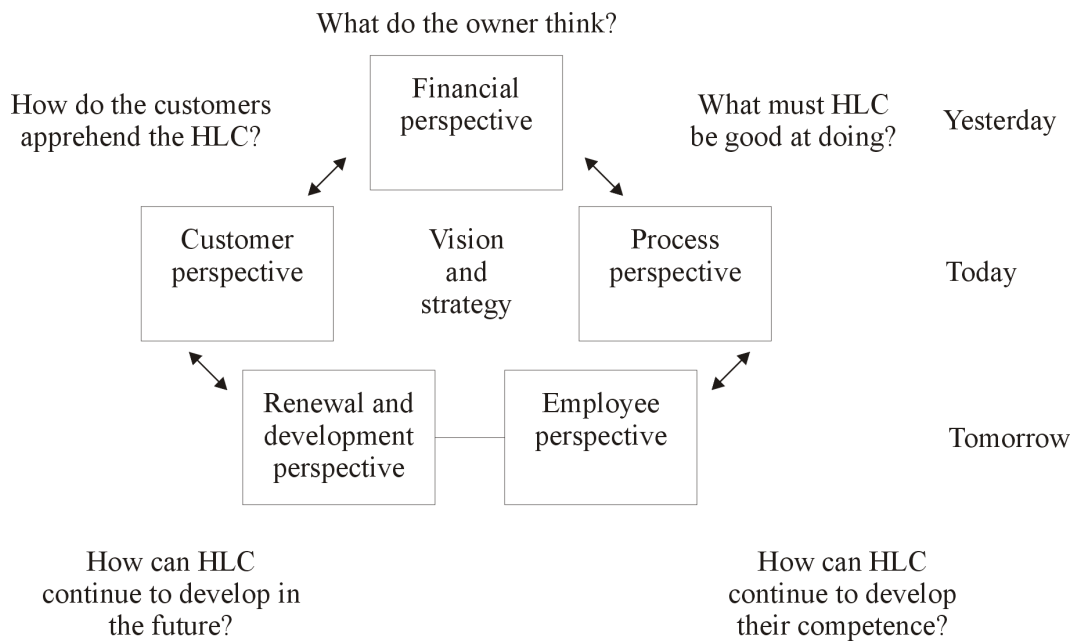 What do the owner think?
Financial
perspective
How do the customers
apprehend the HLC?
What must HLC
be good at doing?
Yesterday
Customer
perspective
Vision
and
strategy
Process
perspective
Today
Renewal and
development
perspective
Employee
perspective
Tomorrow
How can HLC
continue to develop in
the future?
How can HLC
continue to develop
their competence?